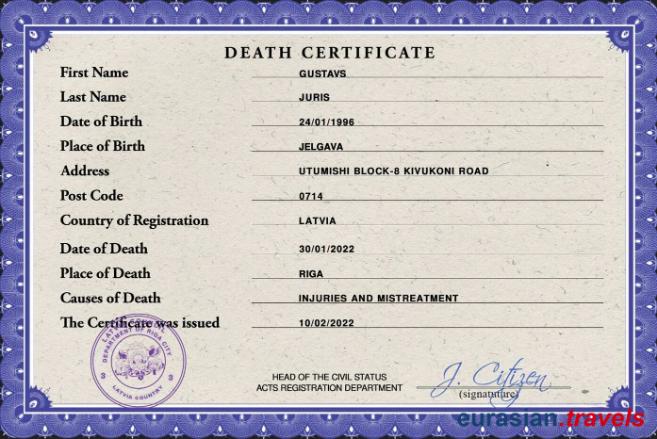 DEATH CERTIFICATE
First Name GUSTAVS
Last Name JURIS
Date of Birth 24/01/1996
Place of Birth JELGAVA
Address UTUMISHI BLOCK-8 KIVUKONI ROAD
Post Code 0714
Country of Registration LATVIA
Date of Death 30/01/2022
Place of Death RIGA
Causes of Death INJURIES AND MISTREATMENT
The Certificate was issued 10/02/2022
DEPARTMENT OF RIGA CITY
LATVIA COUNTRY
HEAD OF THE CIVIL STATUS
ACTS REGISTRATION DEPARTMENT
J. Citizen
(signatuture)
eurasian.travels